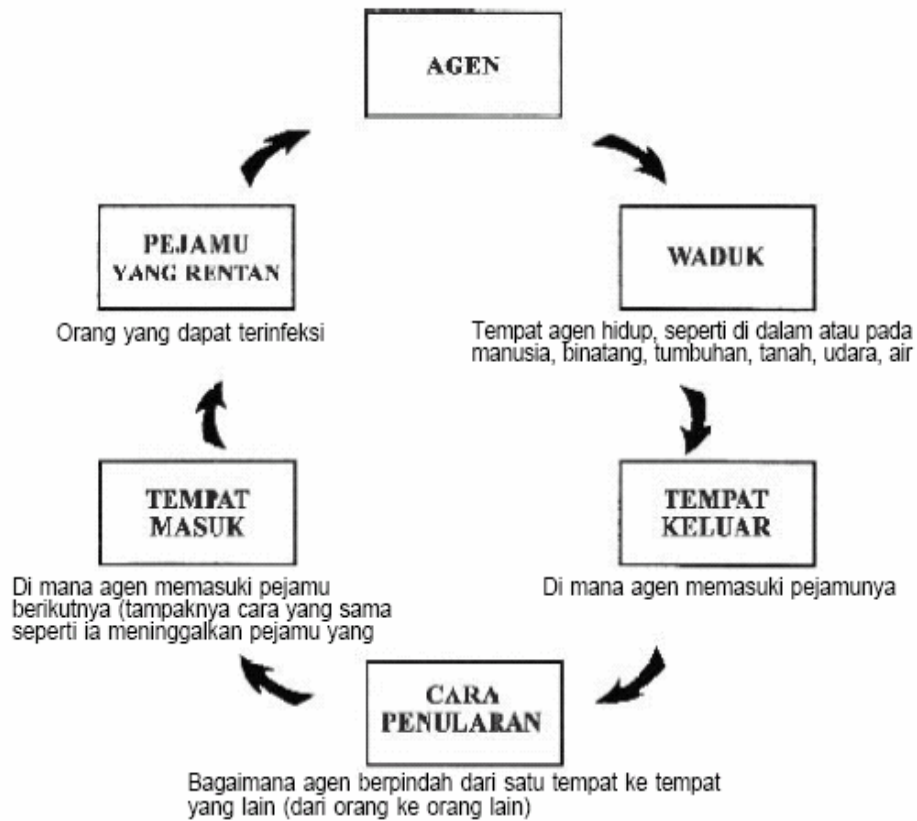 AGEN
WADUK
Tempat agen hidup, seperti di dalam atau pada
manusia, binatang, tumbuhan, tanah, udara, air
TEMPAT
KELUAR
Di mana agen memasuki pejamunya
CARA
PENULARAN
Bagaimana agen berpindah dari satu tempat ke tempat
yang lain (dari orang ke orang lain)
TEMPAT
MASUK
Di mana agen memasuki pejamu
berikutnya (tampaknya cara yang sama
seperti ia meninggalkan pejamu yang
PEJAMU
YANG RENTAN
Orang yang dapat terinfeksi